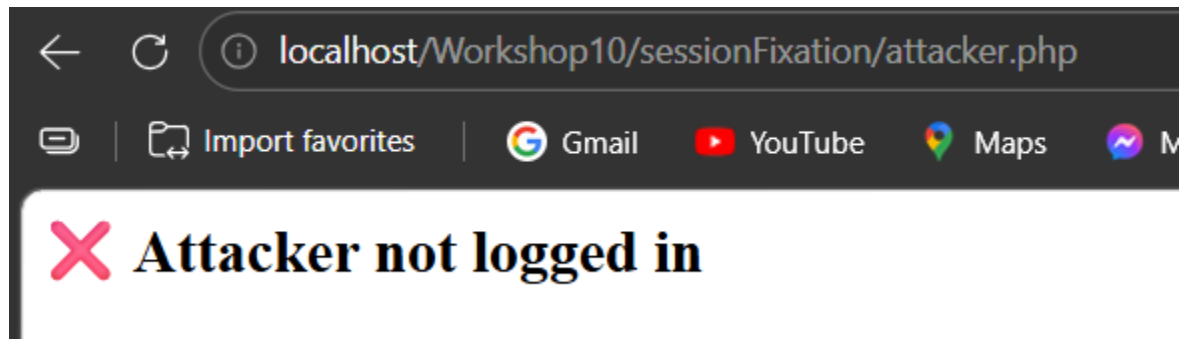 localhost/Workshop10/sessionFixation/attacker.php
Import favorites Gmail YouTube Maps M
❌ Attacker not logged in